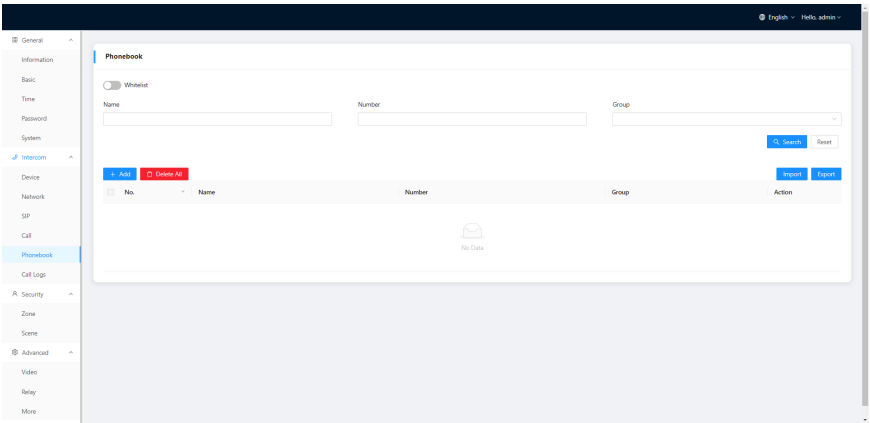 English Hello, admin
General
Information
Basic
Time
Password
System
Intercom
Device
Network
SIP
Call
Phonebook
Call Logs
Security
Zone
Scene
Advanced
Video
Relay
More
Phonebook
Whitelist
Name Number Group
Search Reset
+ Add Delete All Import Export
No. Name Number Group Action
No Data